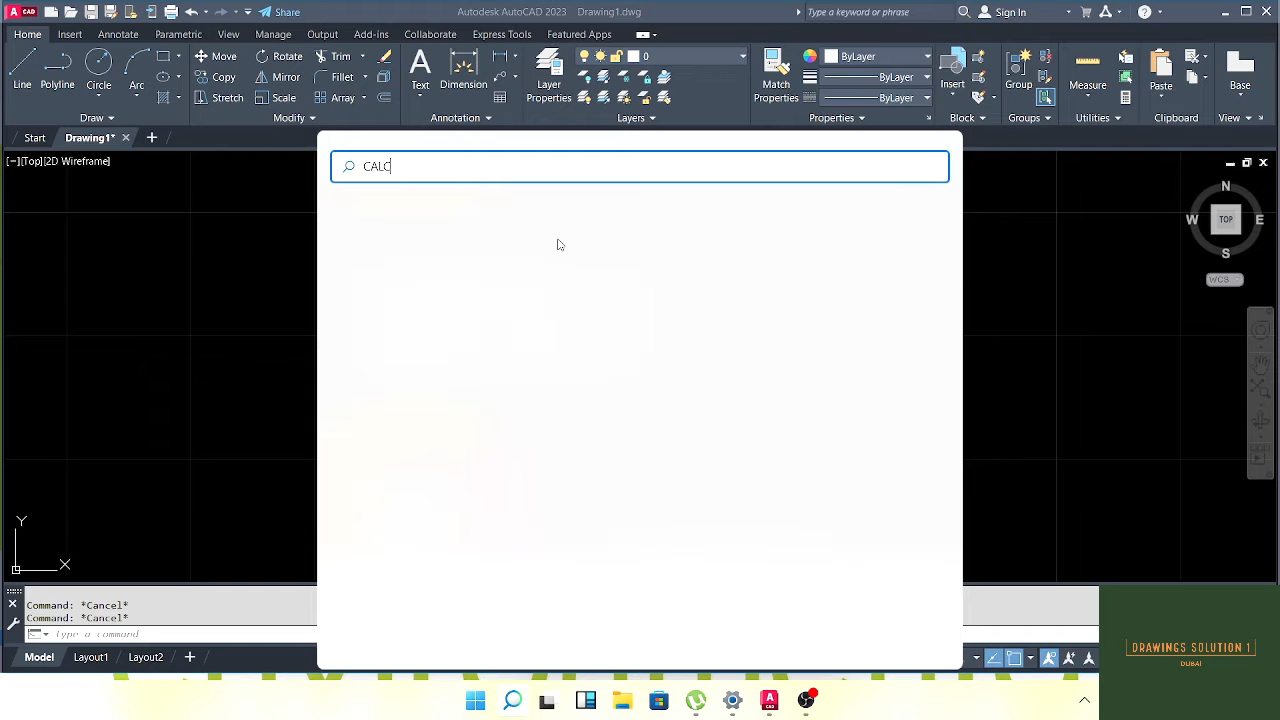 A CAD
Share
Autodesk AutoCAD 2023 Drawing1.dwg
Type a keyword or phrase
Sign In
Home Insert Annotate Parametric View Manage Output Add-ins Collaborate Express Tools Featured Apps
Line Polyline Circle Arc
Move Rotate Trim
Copy Mirror Fillet
Stretch Scale Array
Text Dimension
Layer
Properties
0
Match
Properties
ByLayer
ByLayer
ByLayer
Insert
Group
Measure
Paste
Base
Draw Modify Annotation Layers Properties Block Groups Utilities Clipboard View
Start Drawing1*
[−][Top][2D Wireframe]
CALC
N
W TOP E
S
WCS
Y
X
Command: *Cancel*
Command: *Cancel*
Type a command
Model Layout1 Layout2
DRAWINGS SOLUTION 1
DUBAI
A
CAD